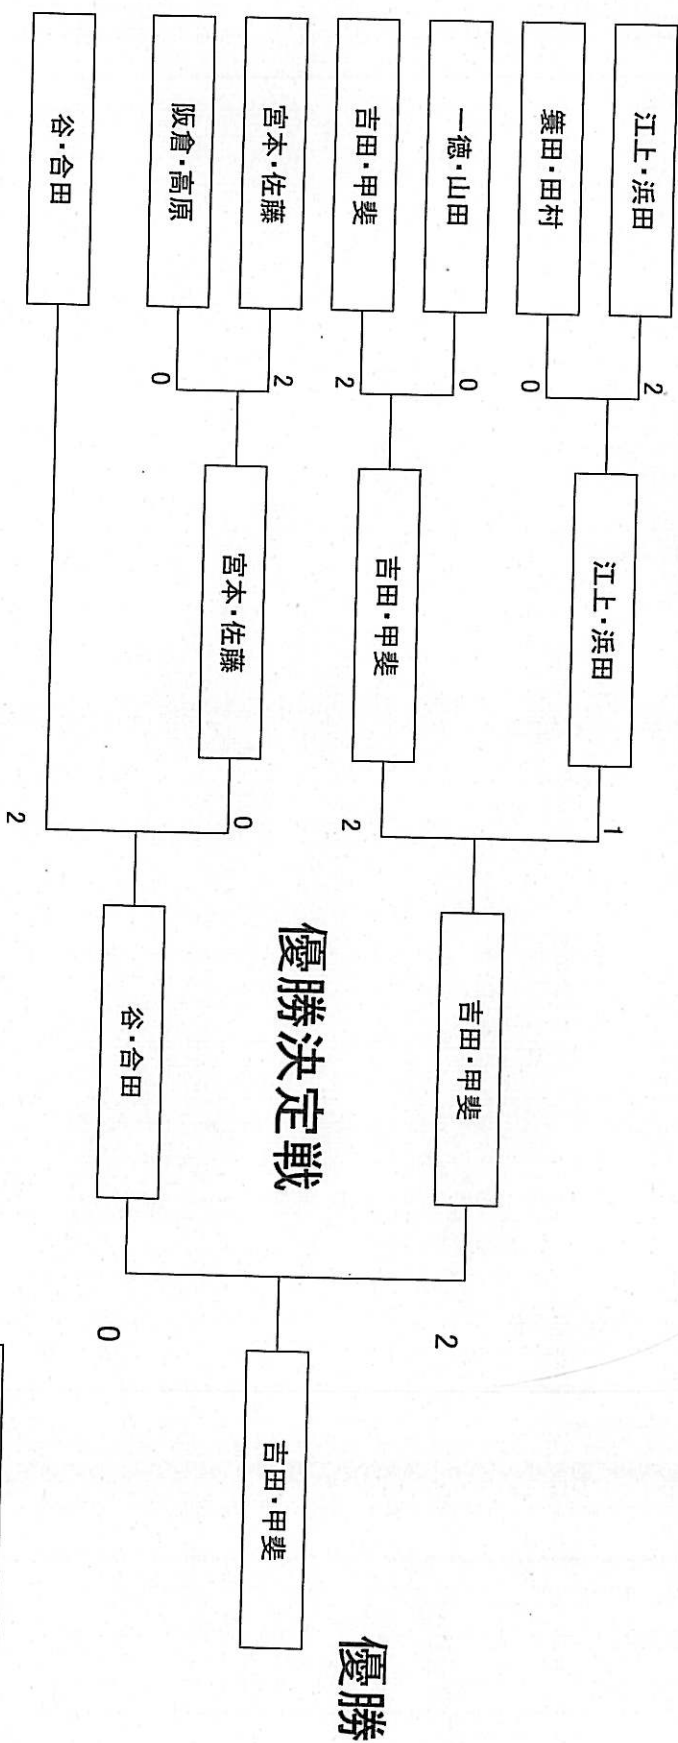 江上・浜田
簑田・田村
一徳・山田
吉田・甲斐
宮本・佐藤
阪倉・高原
谷・合田
2
0
0
2
2
0
江上・浜田
吉田・甲斐
宮本・佐藤
1
2
0
2
吉田・甲斐
優勝決定戦
谷・合田
2
0
吉田・甲斐
優勝